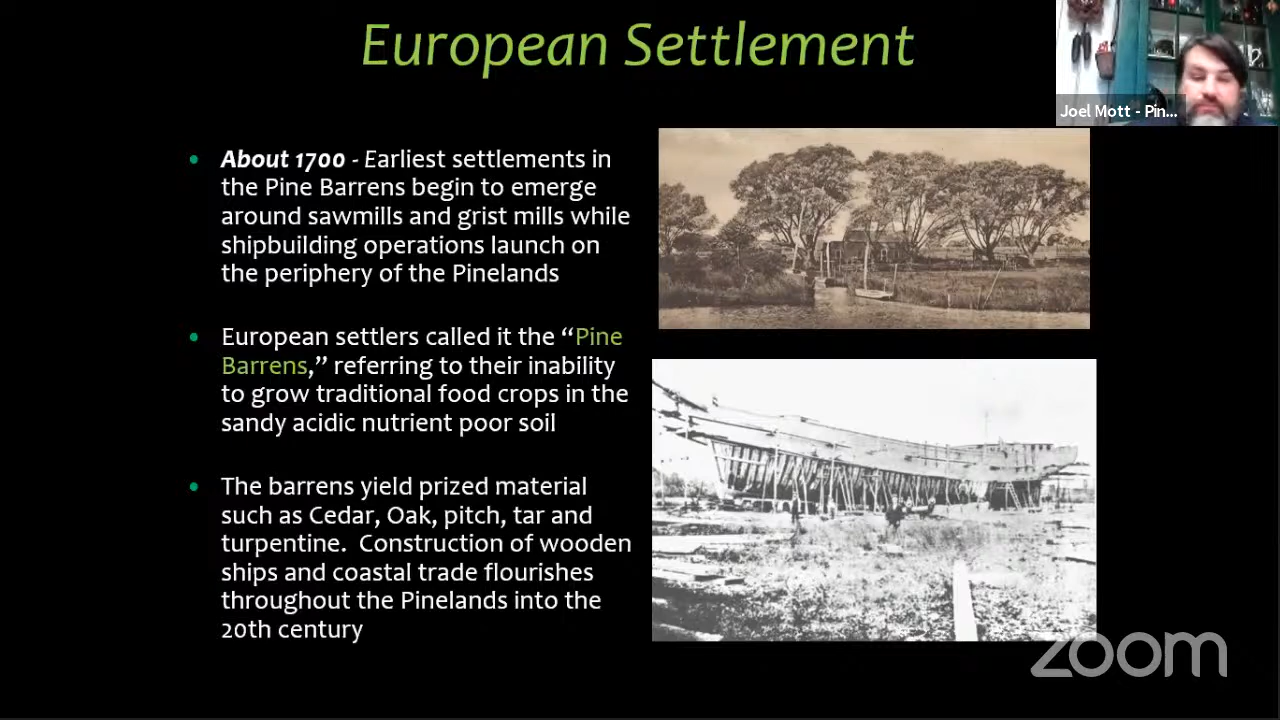 European Settlement
Joel Mott - Pin...
• About 1700 - Earliest settlements in
the Pine Barrens begin to emerge
around sawmills and grist mills while
shipbuilding operations launch on
the periphery of the Pinelands
• European settlers called it the “Pine
Barrens,” referring to their inability
to grow traditional food crops in the
sandy acidic nutrient poor soil
• The barrens yield prized material
such as Cedar, Oak, pitch, tar and
turpentine.  Construction of wooden
ships and coastal trade flourishes
throughout the Pinelands into the
20th century
zoom